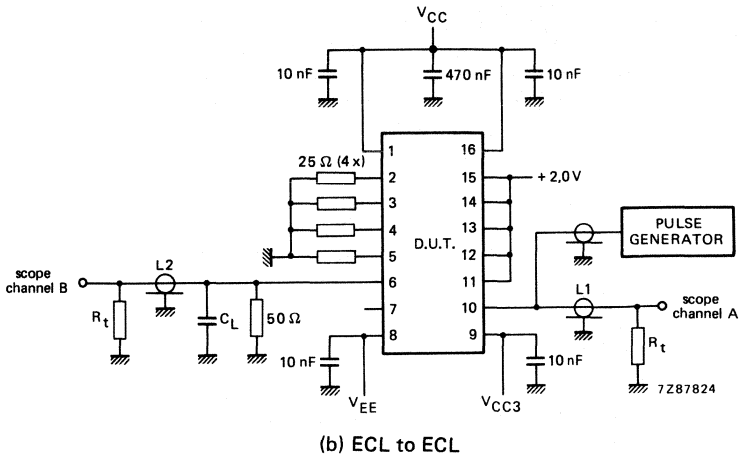 VCC
10 nF
470 nF
10 nF
25 Ω (4x)
1
16
2
15
+ 2,0 V
3
14
4
13
D.U.T.
5
12
6
11
7
10
8
9
PULSE
GENERATOR
scope
channel B
L2
Rt
CL
50 Ω
L1
scope
channel A
Rt
10 nF
10 nF
VEE
VCC3
7Z87824
(b) ECL to ECL